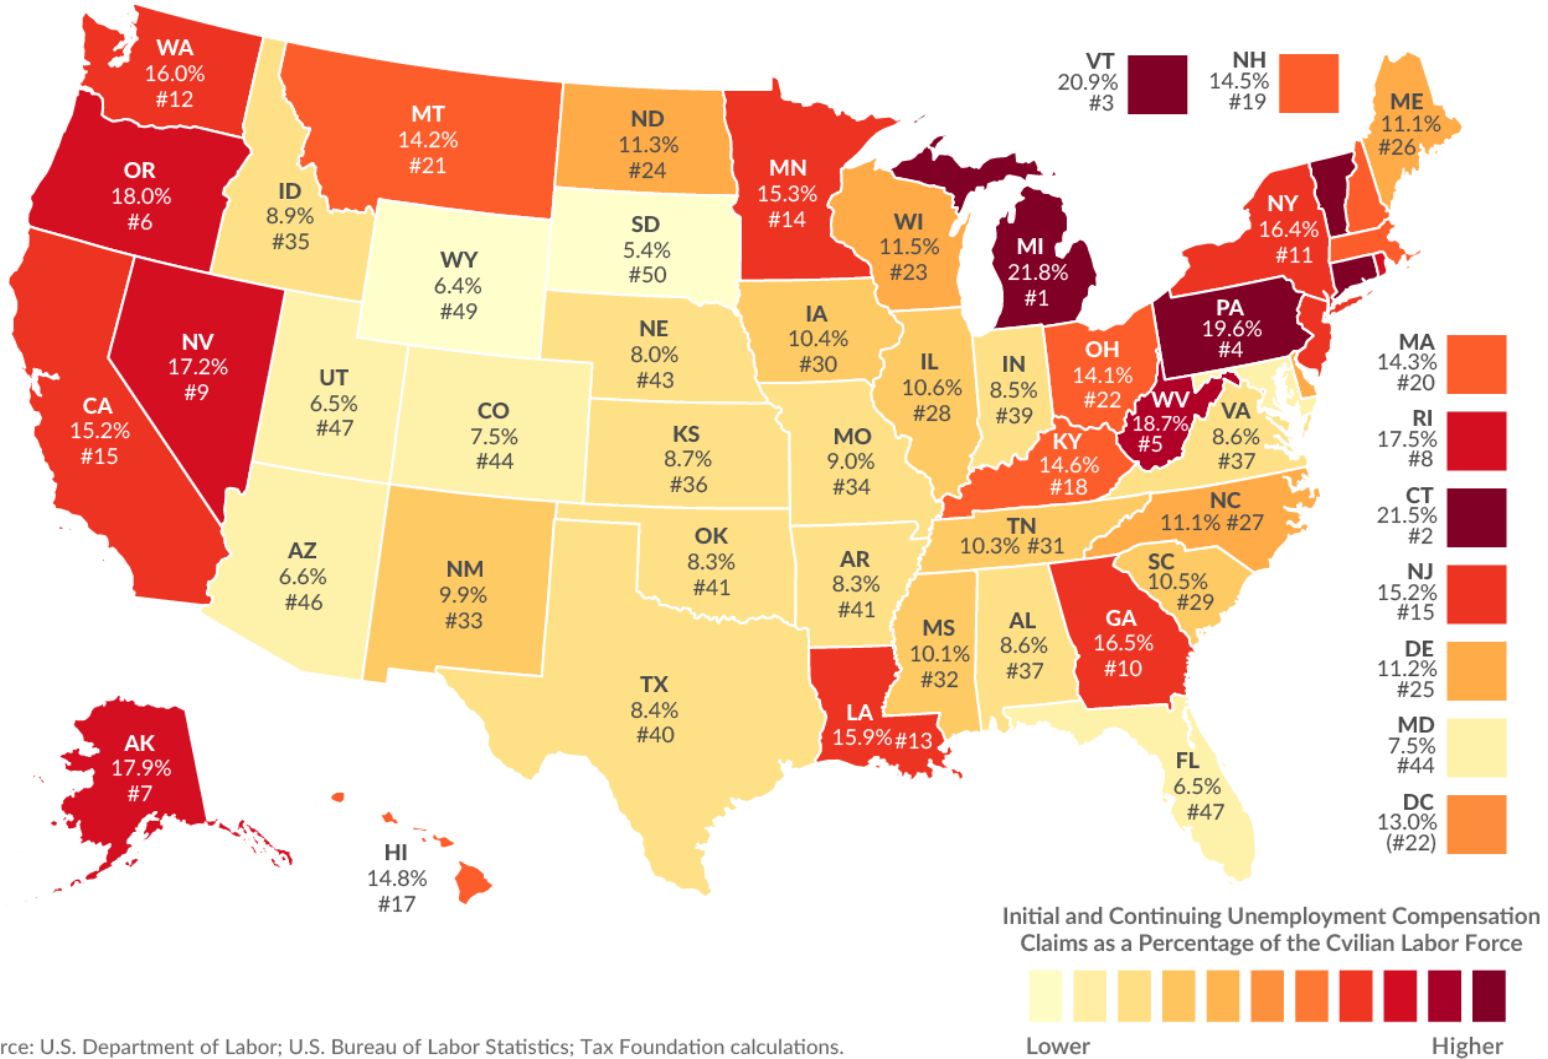 WA
16.0%
#12
VT
20.9%
#3
NH
14.5%
#19
ME
11.1%
#26
MT
14.2%
#21
ND
11.3%
#24
OR
18.0%
#6
ID
8.9%
#35
MN
15.3%
#14
WI
11.5%
#23
MI
21.8%
#1
NY
16.4%
#11
SD
5.4%
#50
WY
6.4%
#49
NV
17.2%
#9
NE
8.0%
#43
IA
10.4%
#30
PA
19.6%
#4
CA
15.2%
#15
UT
6.5%
#47
CO
7.5%
#44
IL
10.6%
#28
IN
8.5%
#39
OH
14.1%
#22
MA
14.3%
#20
KS
8.7%
#36
MO
9.0%
#34
KY
14.6%
#18
WV
18.7%
#5
VA
8.6%
#37
RI
17.5%
#8
AZ
6.6%
#46
NM
9.9%
#33
OK
8.3%
#41
AR
8.3%
#41
TN
10.3% #31
NC
11.1% #27
CT
21.5%
#2
SC
10.5%
#29
NJ
15.2%
#15
MS
10.1%
#32
AL
8.6%
#37
GA
16.5%
#10
DE
11.2%
#25
TX
8.4%
#40
LA
15.9% #13
MD
7.5%
#44
AK
17.9%
#7
FL
6.5%
#47
DC
13.0%
(#22)
HI
14.8%
#17
Initial and Continuing Unemployment Compensation
Claims as a Percentage of the Cvilian Labor Force
Lower
Higher
rce: U.S. Department of Labor; U.S. Bureau of Labor Statistics; Tax Foundation calculations.